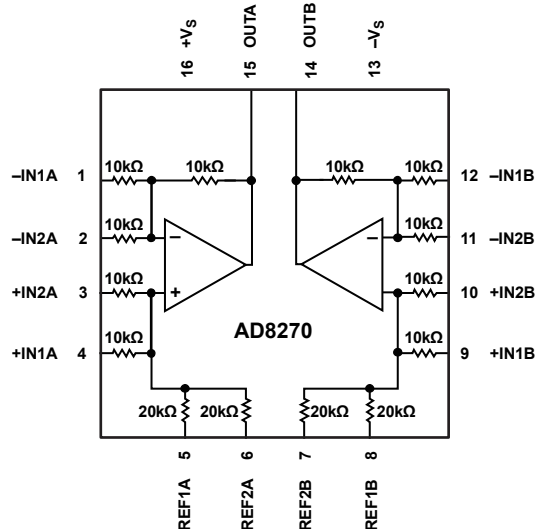 +VS
OUTA
OUTB
–VS
16
15
14
13
–IN1A 1 10kΩ 10kΩ 10kΩ 10kΩ 12 –IN1B
–IN2A 2 10kΩ 10kΩ 11 –IN2B
– –
+IN2A 3 10kΩ 10kΩ 10 +IN2B
+
AD8270
+IN1A 4 10kΩ 10kΩ 9 +IN1B
20kΩ 20kΩ 20kΩ 20kΩ
5 6 7 8
REF1A
REF2A
REF2B
REF1B